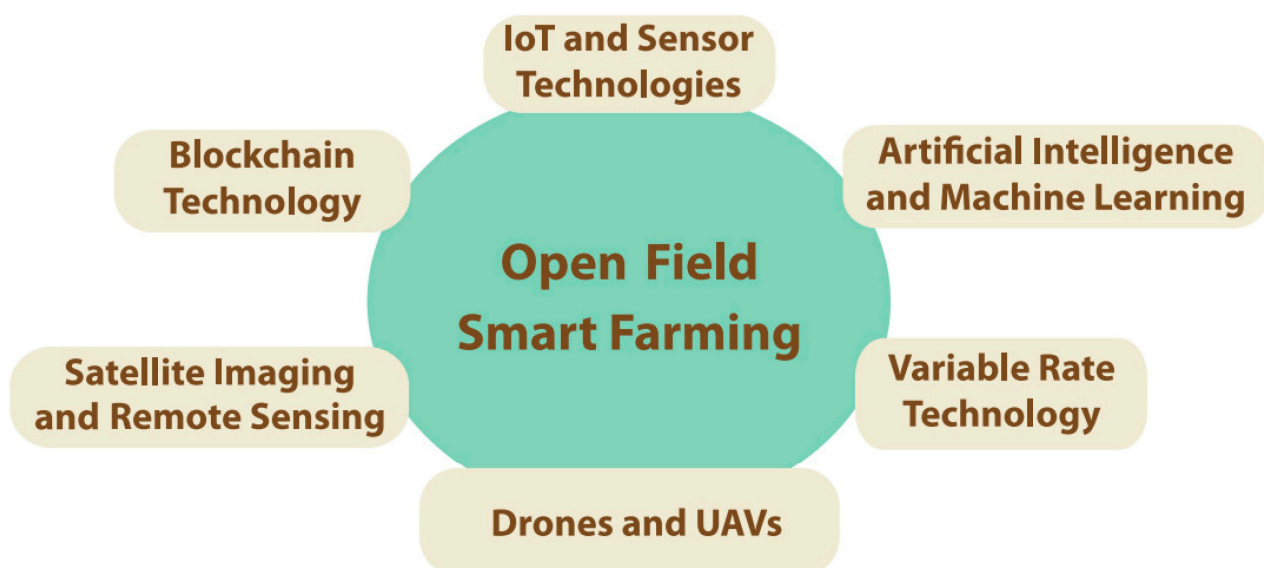 IoT and Sensor
Technologies
Blockchain
Technology
Artificial Intelligence
and Machine Learning
Open Field
Smart Farming
Satellite Imaging
and Remote Sensing
Variable Rate
Technology
Drones and UAVs